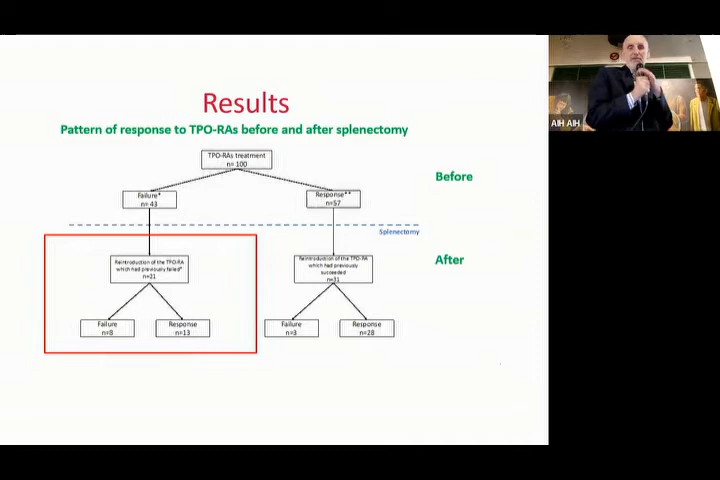 Results
Pattern of response to TPO-RAs before and after splenectomy
TPO-RAs treatment
n= 100
Before
Failure*
n= 43
Response**
n=57
Splenectomy
After
Reintroduction of the TPO-RA
which had previously failed*
n=21
Reintroduction of the TPO-RA
which had previously
succeeded
n=31
Failure
n=8
Response
n=13
Failure
n=3
Response
n=28
AIH AIH